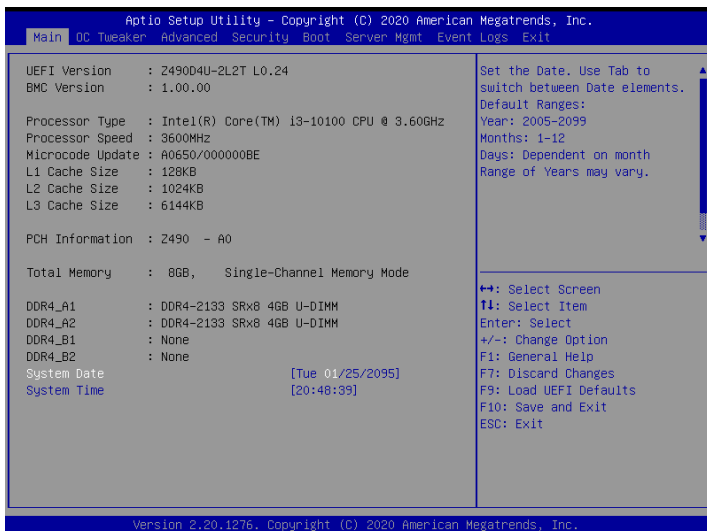 Aptio Setup Utility – Copyright (C) 2020 American Megatrends, Inc.
Main OC Tweaker Advanced Security Boot Server Mgmt Event Logs Exit
UEFI Version : Z490D4U-2L2T L0.24
BMC Version : 1.00.00
Processor Type : Intel(R) Core(TM) i3-10100 CPU @ 3.60GHz
Processor Speed : 3600MHz
Microcode Update : A0650/000000BE
L1 Cache Size : 128KB
L2 Cache Size : 1024KB
L3 Cache Size : 6144KB
PCH Information : Z490 - A0
Total Memory : 8GB, Single-Channel Memory Mode
DDR4_A1 : DDR4-2133 SRx8 4GB U-DIMM
DDR4_A2 : DDR4-2133 SRx8 4GB U-DIMM
DDR4_B1 : None
DDR4_B2 : None
System Date [Tue 01/25/2095]
System Time [20:48:39]
Set the Date. Use Tab to
switch between Date elements.
Default Ranges:
Year: 2005-2099
Months: 1-12
Days: Dependent on month
Range of Years may vary.
↔: Select Screen
↑↓: Select Item
Enter: Select
+/-: Change Option
F1: General Help
F7: Discard Changes
F9: Load UEFI Defaults
F10: Save and Exit
ESC: Exit
Version 2.20.1276. Copyright (C) 2020 American Megatrends, Inc.